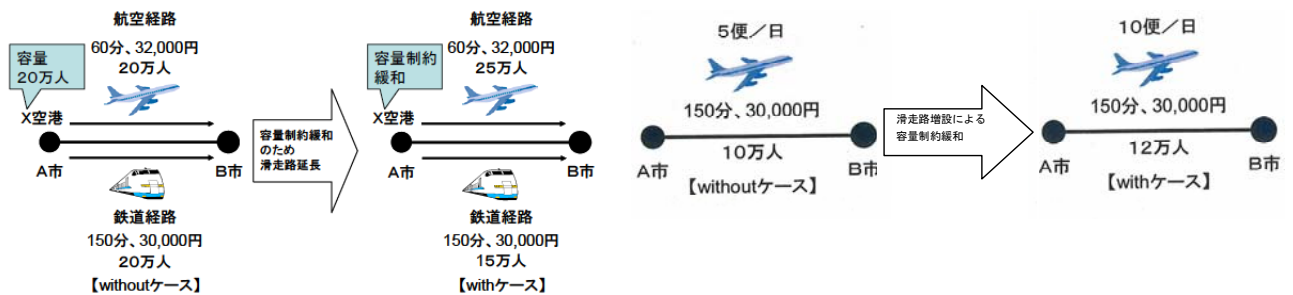 航空経路
60分、32,000円
20万人
容量
20万人
X空港
A市
B市
鉄道経路
150分、30,000円
20万人
【withoutケース】
容量制約緩和
のため
滑走路延長
航空経路
60分、32,000円
25万人
容量制約
緩和
X空港
A市
B市
鉄道経路
150分、30,000円
15万人
【withケース】
5便／日
150分、30,000円
A市
10万人
B市
【withoutケース】
滑走路増設による
容量制約緩和
10便／日
150分、30,000円
A市
12万人
B市
【withケース】